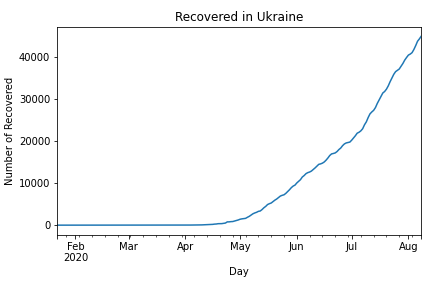 Recovered in Ukraine
Number of Recovered
40000
30000
20000
10000
0
Feb Mar Apr May Jun Jul Aug
2020
Day